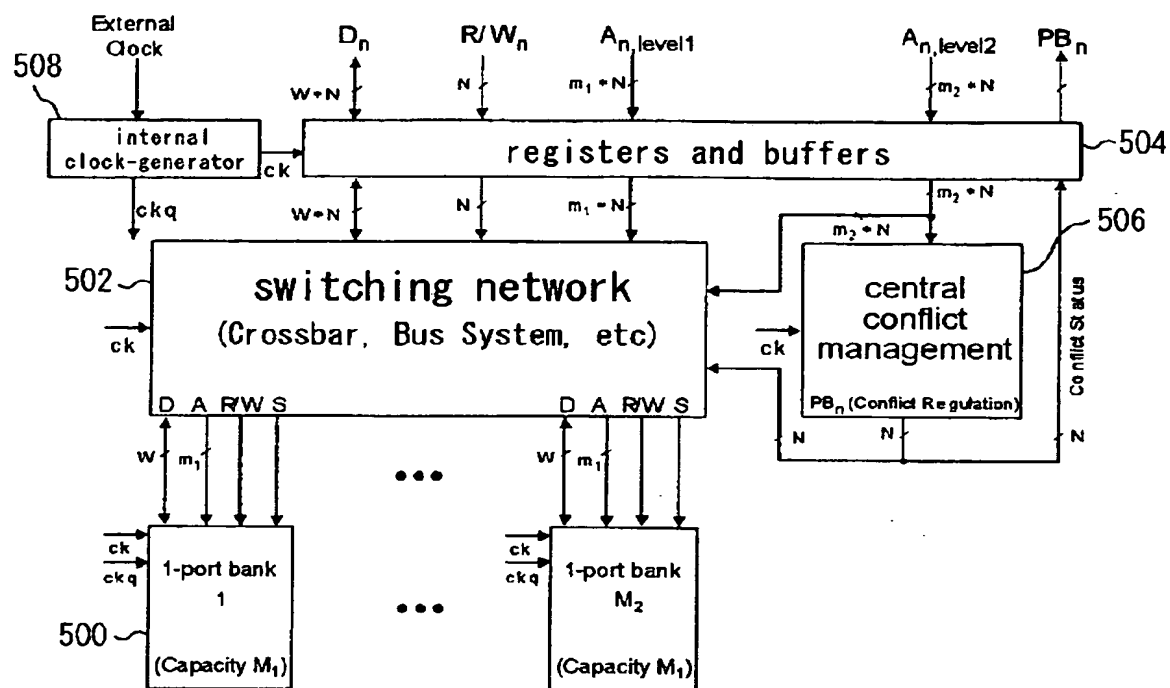 External Clock
D_n
R/W_n
A_n,level1
A_n,level2
PB_n
508
W*N
N
m₁*N
m₂*N
internal clock-generator
ck
registers and buffers
504
ckq
W*N
N
m₁*N
m₂*N
m₂*N
506
502
switching network
(Crossbar, Bus System, etc)
ck
central conflict management
ck
PB_n (Conflict Regulation)
Conflict Status
D A R/W S
D A R/W S
N
N
N
W
m₁
W
m₁
•••
ck
ckq
1-port bank
1
(Capacity M₁)
500
•••
ck
ckq
1-port bank
M₂
(Capacity M₁)